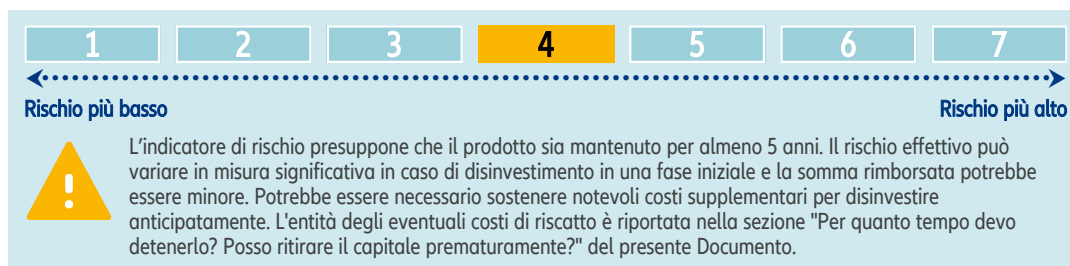 1 2 3 4 5 6 7
Rischio più basso Rischio più alto
L'indicatore di rischio presuppone che il prodotto sia mantenuto per almeno 5 anni. Il rischio effettivo può
variare in misura significativa in caso di disinvestimento in una fase iniziale e la somma rimborsata potrebbe
essere minore. Potrebbe essere necessario sostenere notevoli costi supplementari per disinvestire
anticipatamente. L'entità degli eventuali costi di riscatto è riportata nella sezione "Per quanto tempo devo
detenerlo? Posso ritirare il capitale prematuramente?" del presente Documento.